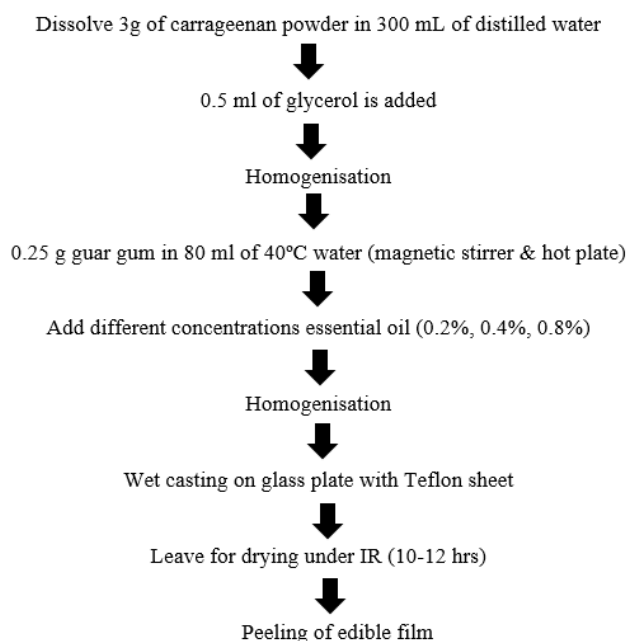 Dissolve 3g of carrageenan powder in 300 mL of distilled water
0.5 ml of glycerol is added
Homogenisation
0.25 g guar gum in 80 ml of 40ºC water (magnetic stirrer & hot plate)
Add different concentrations essential oil (0.2%, 0.4%, 0.8%)
Homogenisation
Wet casting on glass plate with Teflon sheet
Leave for drying under IR (10-12 hrs)
Peeling of edible film